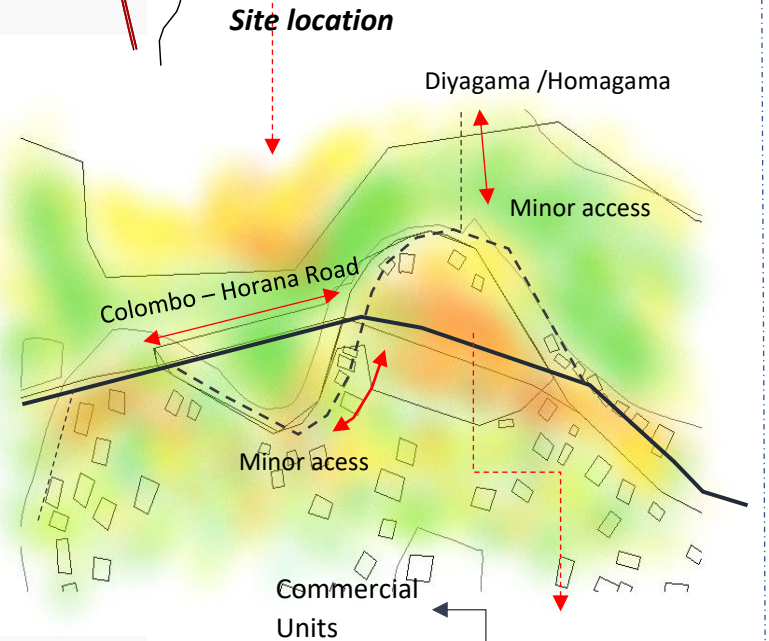 Site location
Diyagama /Homagama
Minor access
Colombo – Horana Road
Minor acess
Commercial
Units